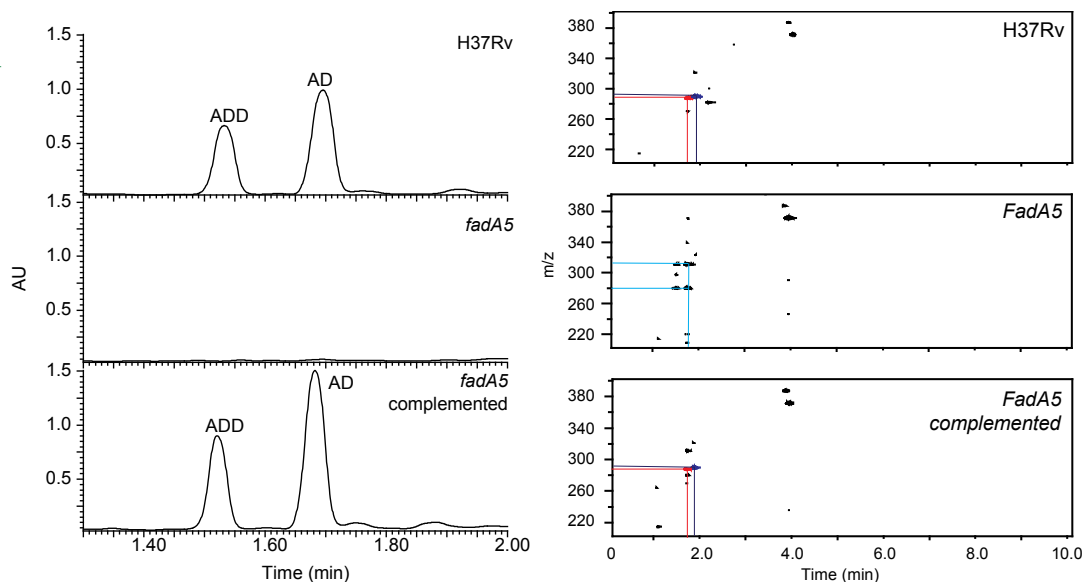 H37Rv
1.5
1.0
0.5
ADD
AD
fadA5
1.5
1.0
0.5
AU
fadA5
complemented
1.5
1.0
0.5
ADD
AD
1.40
1.60
1.80
2.00
Time (min)
H37Rv
380
340
300
260
220
FadA5
380
340
300
260
220
m/z
FadA5
complemented
380
340
300
260
220
0
2.0
4.0
6.0
8.0
10.0
Time (min)